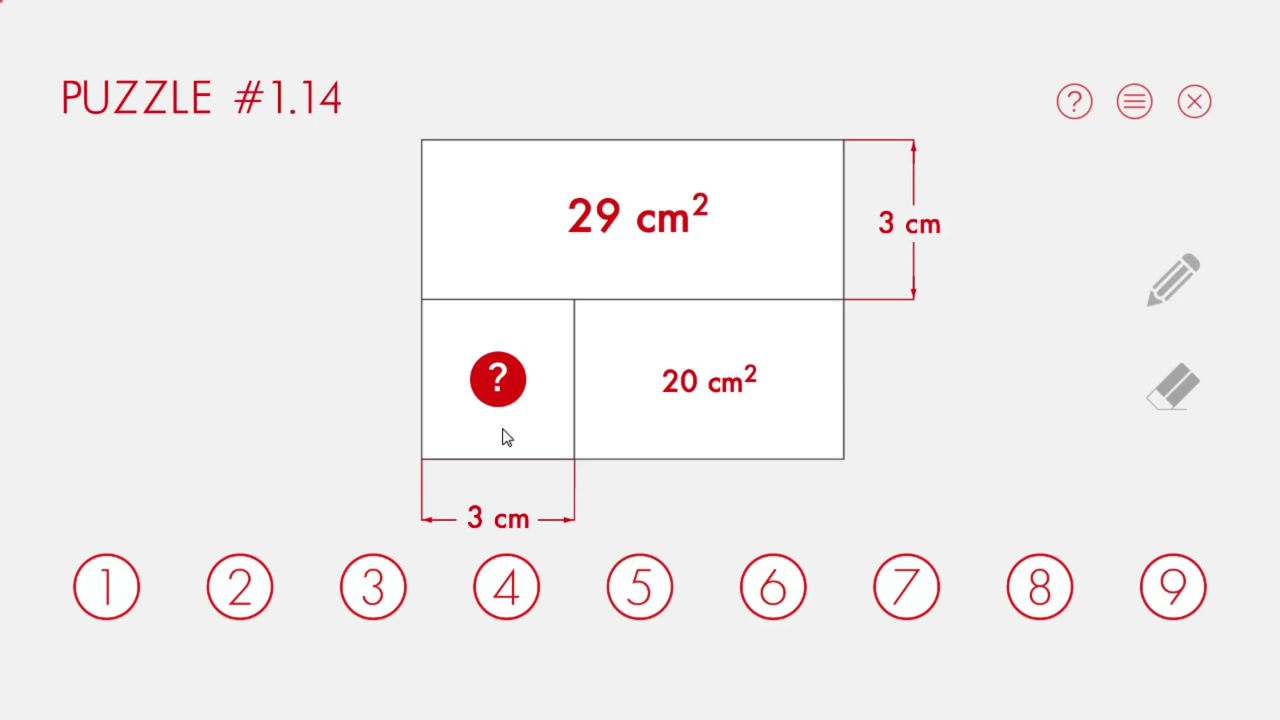 PUZZLE #1.14
?
29 cm²
3 cm
?
20 cm²
3 cm
1 2 3 4 5 6 7 8 9